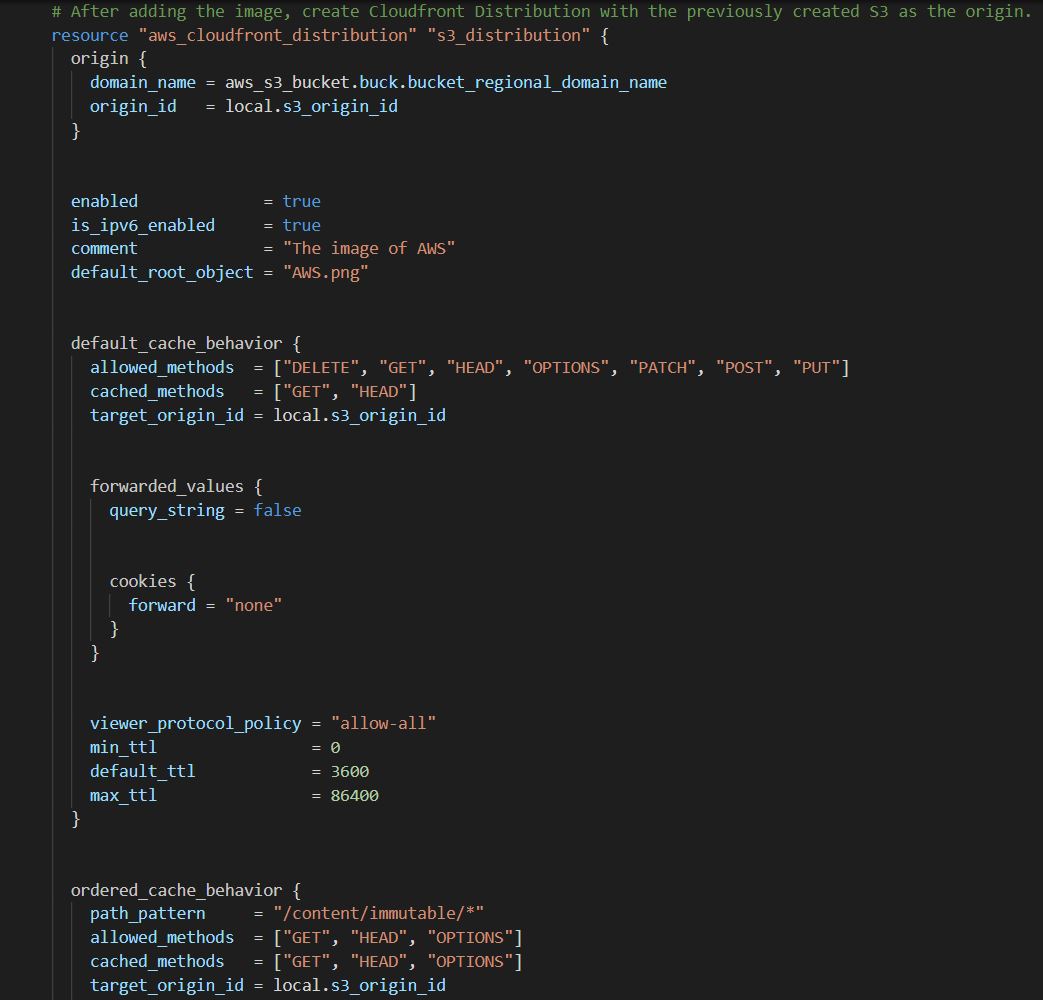 # After adding the image, create Cloudfront Distribution with the previously created S3 as the origin.
resource "aws_cloudfront_distribution" "s3_distribution" {
  origin {
    domain_name = aws_s3_bucket.buck.bucket_regional_domain_name
    origin_id   = local.s3_origin_id
  }
  enabled             = true
  is_ipv6_enabled     = true
  comment             = "The image of AWS"
  default_root_object = "AWS.png"
  default_cache_behavior {
    allowed_methods  = ["DELETE", "GET", "HEAD", "OPTIONS", "PATCH", "POST", "PUT"]
    cached_methods   = ["GET", "HEAD"]
    target_origin_id = local.s3_origin_id
    forwarded_values {
      query_string = false
      cookies {
        forward = "none"
      }
    }
    viewer_protocol_policy = "allow-all"
    min_ttl                = 0
    default_ttl            = 3600
    max_ttl                = 86400
  }
  ordered_cache_behavior {
    path_pattern     = "/content/immutable/*"
    allowed_methods  = ["GET", "HEAD", "OPTIONS"]
    cached_methods   = ["GET", "HEAD", "OPTIONS"]
    target_origin_id = local.s3_origin_id